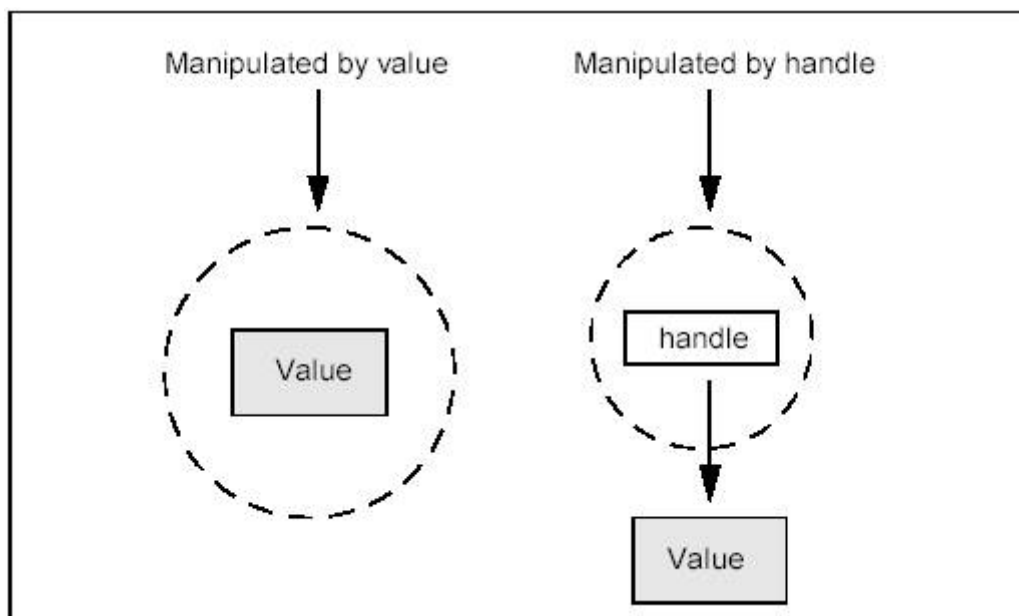 Manipulated by value
Manipulated by handle
Value
handle
Value